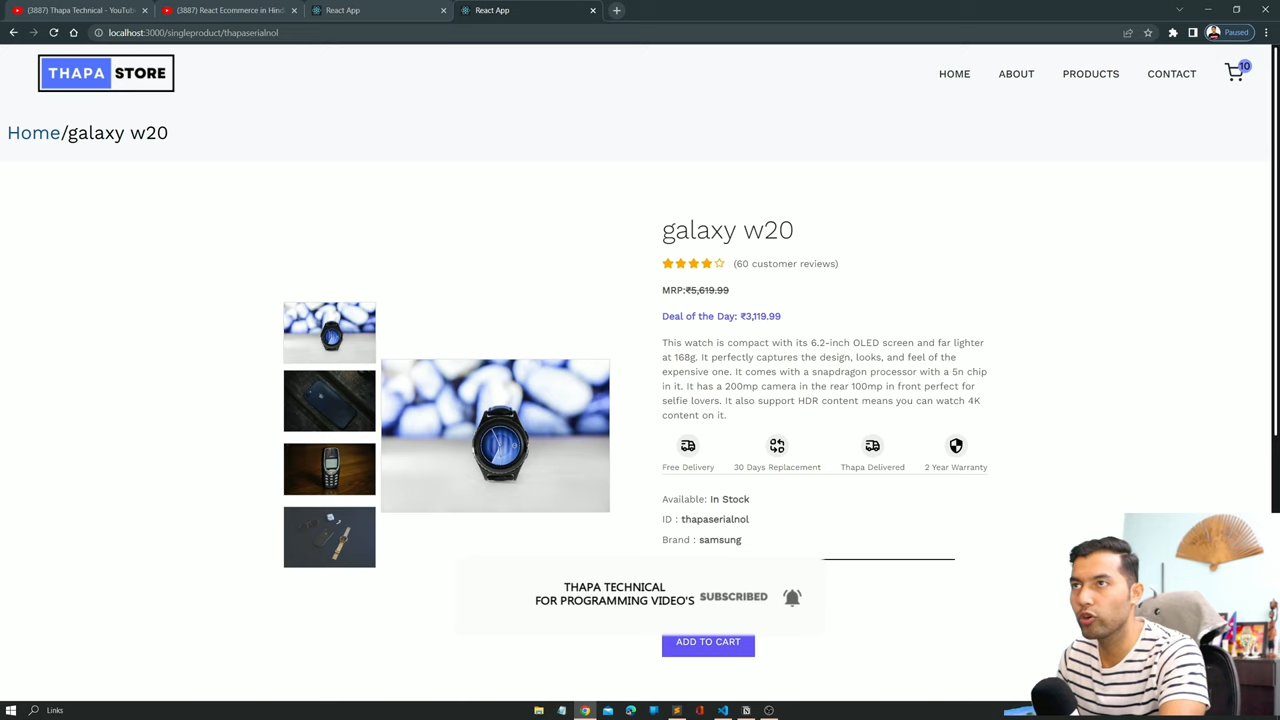 (3887) Thapa Technical - YouTub
(3887) React Ecommerce in Hind
React App
React App
localhost:3000/singleproduct/thapaserialnol
Paused
THAPA STORE
HOME
ABOUT
PRODUCTS
CONTACT
10
Home/galaxy w20
galaxy w20
(60 customer reviews)
MRP:₹5,619.99
Deal of the Day: ₹3,119.99
This watch is compact with its 6.2-inch OLED screen and far lighter
at 168g. It perfectly captures the design, looks, and feel of the
expensive one. It comes with a snapdragon processor with a 5n chip
in it. It has a 200mp camera in the rear 100mp in front perfect for
selfie lovers. It also support HDR content means you can watch 4K
content on it.
Free Delivery
30 Days Replacement
Thapa Delivered
2 Year Warranty
Available: In Stock
ID : thapaserialnol
Brand : samsung
THAPA TECHNICAL
FOR PROGRAMMING VIDEO'S
SUBSCRIBED
ADD TO CART
Links